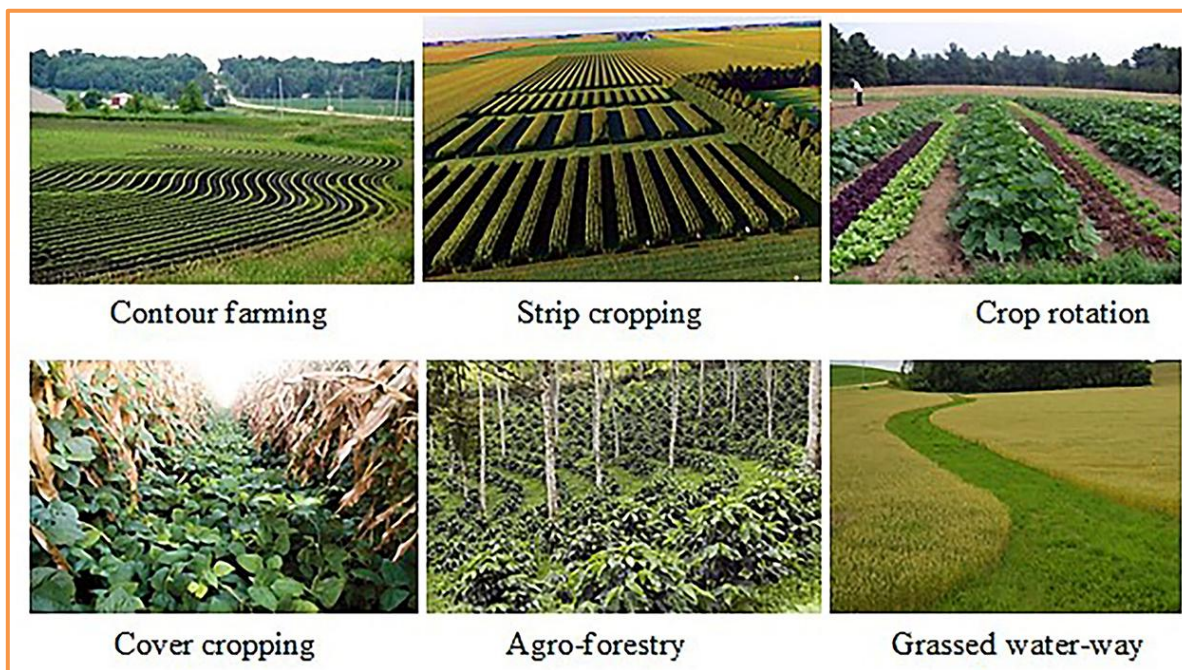 Contour farming
Strip cropping
Crop rotation
Cover cropping
Agro-forestry
Grassed water-way